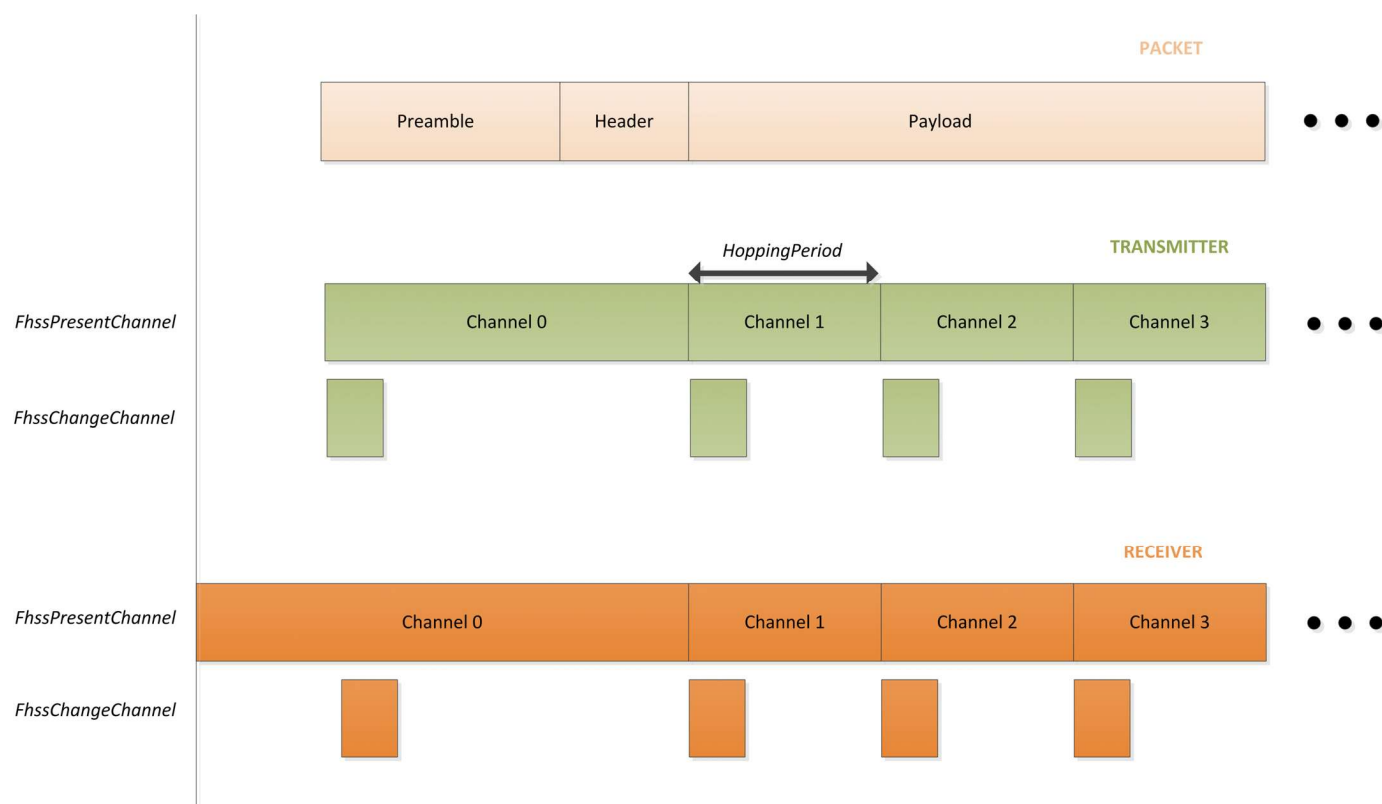 PACKET
Preamble Header Payload
HoppingPeriod
TRANSMITTER
FhssPresentChannel Channel 0 Channel 1 Channel 2 Channel 3
FhssChangeChannel
RECEIVER
FhssPresentChannel Channel 0 Channel 1 Channel 2 Channel 3
FhssChangeChannel